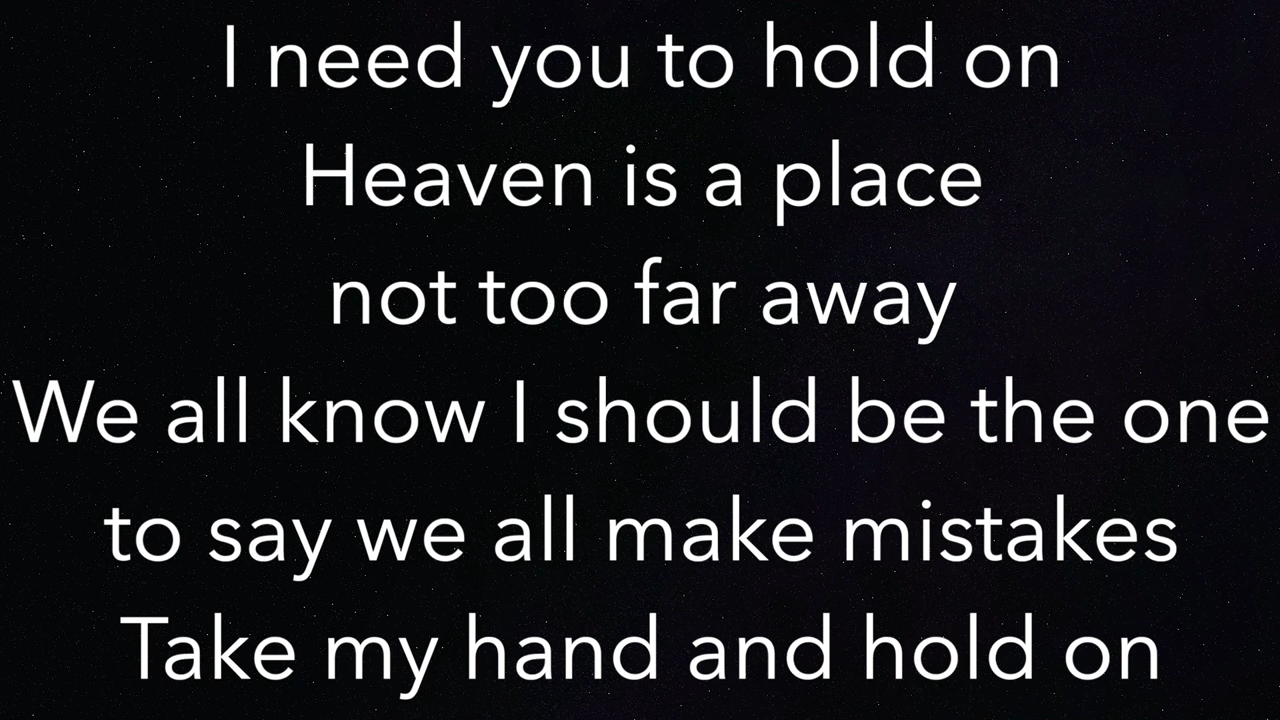 I need you to hold on
Heaven is a place
not too far away
We all know I should be the one
to say we all make mistakes
Take my hand and hold on